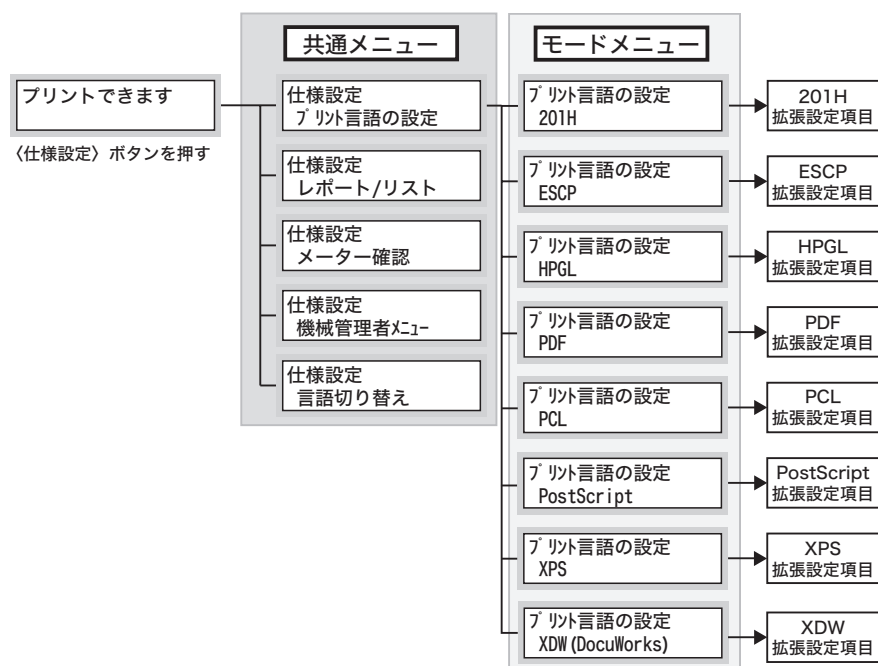 共通メニュー
モードメニュー
プリントできます
〈仕様設定〉ボタンを押す
仕様設定
ﾌﾟﾘﾝﾄ言語の設定
仕様設定
レポート/リスト
仕様設定
メーター確認
仕様設定
機械管理者ﾒﾆｭｰ
仕様設定
言語切り替え
ﾌﾟﾘﾝﾄ言語の設定
201H
ﾌﾟﾘﾝﾄ言語の設定
ESCP
ﾌﾟﾘﾝﾄ言語の設定
HPGL
ﾌﾟﾘﾝﾄ言語の設定
PDF
ﾌﾟﾘﾝﾄ言語の設定
PCL
ﾌﾟﾘﾝﾄ言語の設定
PostScript
ﾌﾟﾘﾝﾄ言語の設定
XPS
ﾌﾟﾘﾝﾄ言語の設定
XDW(DocuWorks)
201H
拡張設定項目
ESCP
拡張設定項目
HPGL
拡張設定項目
PDF
拡張設定項目
PCL
拡張設定項目
PostScript
拡張設定項目
XPS
拡張設定項目
XDW
拡張設定項目